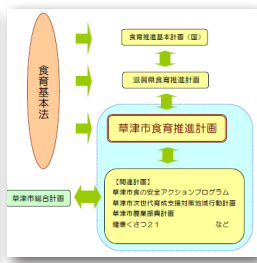 食育基本法
食育推進基本計画（国）
滋賀県食育推進計画
草津市食育推進計画
【関連計画】
草津市食の安全アクションプログラム
草津市次世代育成支援対策地域行動計画
草津市農業振興計画
健康くさつ２１　　　　　など
草津市総合計画